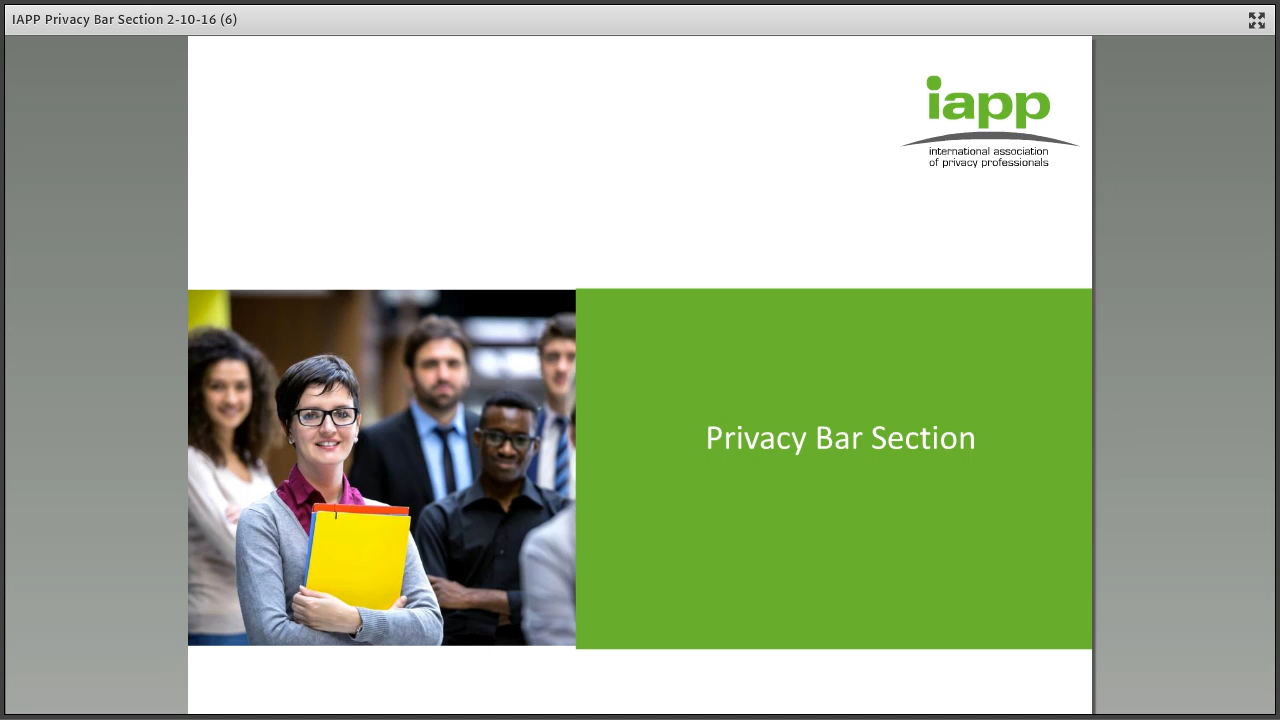 IAPP Privacy Bar Section 2-10-16 (6)
iapp
international association
of privacy professionals
Privacy Bar Section